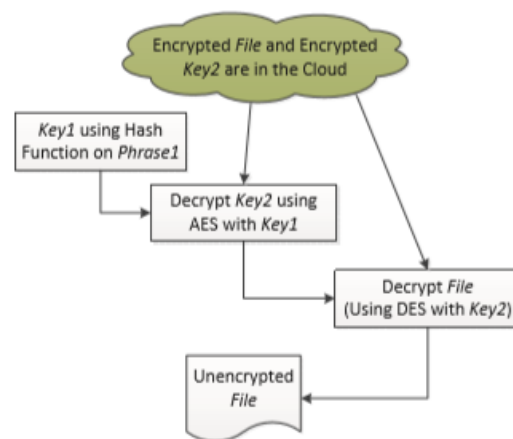 Encrypted File and Encrypted
Key2 are in the Cloud
Key1 using Hash
Function on Phrase1
Decrypt Key2 using
AES with Key1
Decrypt File
(Using DES with Key2)
Unencrypted
File